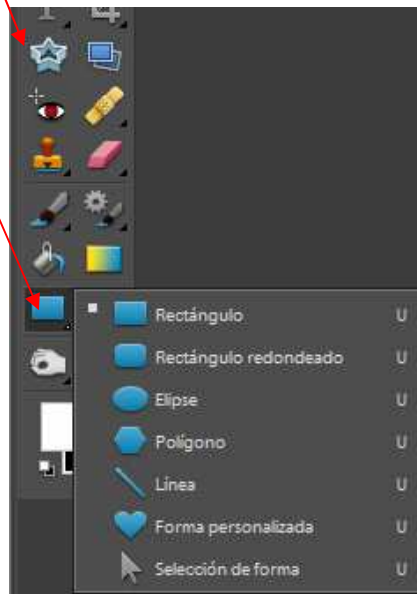 Rectángulo U
Rectángulo redondeado U
Elipse U
Polígono U
Línea U
Forma personalizada U
Selección de forma U